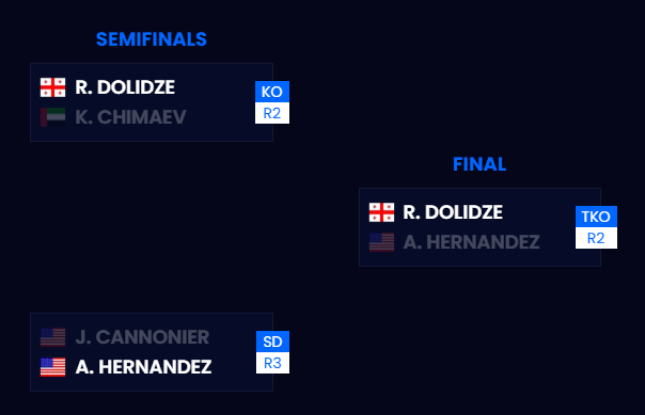 SEMIFINALS
R. DOLIDZE
K. CHIMAEV
KO
R2
FINAL
R. DOLIDZE
A. HERNANDEZ
TKO
R2
J. CANNONIER
A. HERNANDEZ
SD
R3